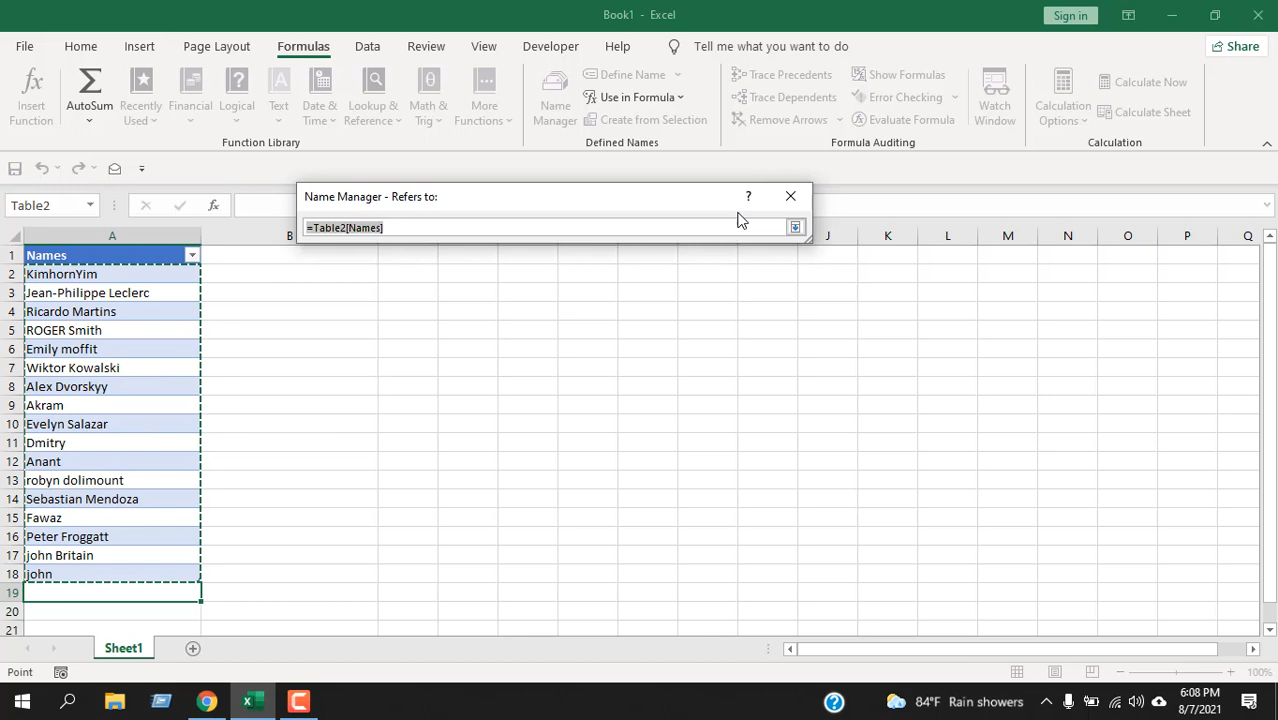 Book1 - Excel
Sign in
File Home Insert Page Layout Formulas Data Review View Developer Help Tell me what you want to do Share
Insert Function
AutoSum
Recently Used
Financial
Logical
Text
Date & Time
Lookup & Reference
Math & Trig
More Functions
Function Library
Name Manager
Define Name
Use in Formula
Create from Selection
Defined Names
Trace Precedents
Trace Dependents
Remove Arrows
Show Formulas
Error Checking
Evaluate Formula
Formula Auditing
Watch Window
Calculation Options
Calculate Now
Calculate Sheet
Calculation
Table2
fx
Name Manager - Refers to: ?
=Table2[Names]
A B J K L M N O P Q
1 Names
2 KimhornYim
3 Jean-Philippe Leclerc
4 Ricardo Martins
5 ROGER Smith
6 Emily moffit
7 Wiktor Kowalski
8 Alex Dvorskyy
9 Akram
10 Evelyn Salazar
11 Dmitry
12 Anant
13 robyn dolimount
14 Sebastian Mendoza
15 Fawaz
16 Peter Froggatt
17 john Britain
18 john
19
20
21
Sheet1
Point
100%
84°F Rain showers
6:08 PM
8/7/2021